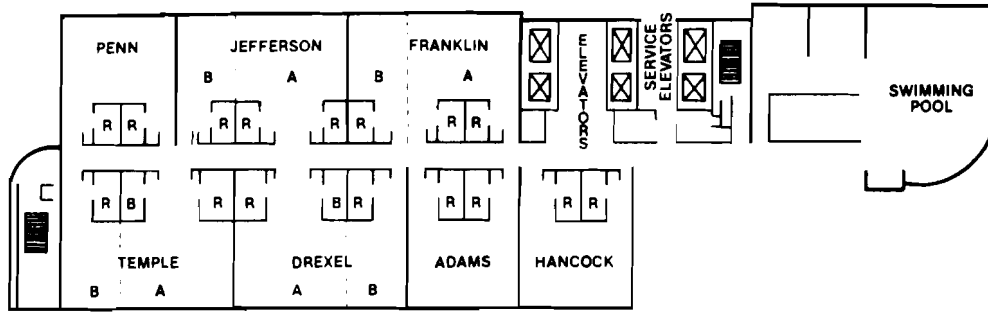 PENN JEFFERSON FRANKLIN
B A B A
ELEVATORS
SERVICE ELEVATORS
SWIMMING
POOL
R R R R R R R R
R B R R B R R R R R
TEMPLE DREXEL ADAMS HANCOCK
B A A B